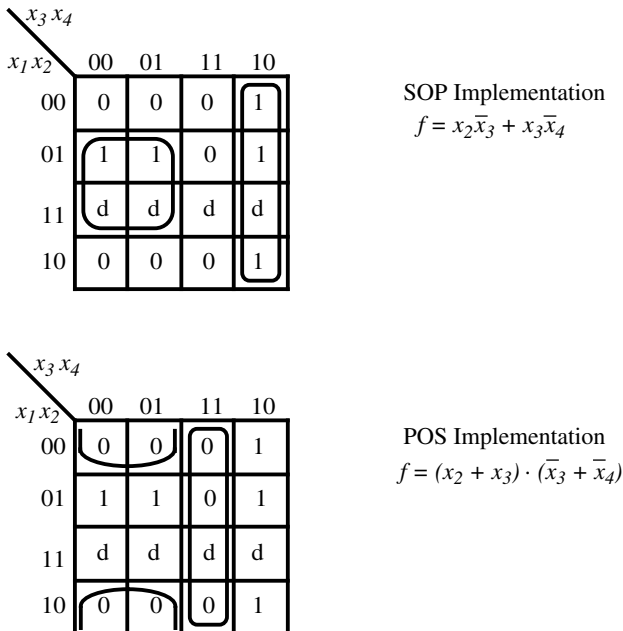 x₃ x₄
x₁ x₂ 00 01 11 10
00 0 0 0 1
01 1 1 0 1
11 d d d d
10 0 0 0 1
SOP Implementation
f = x₂x̅₃ + x₃x̅₄
x₃ x₄
x₁ x₂ 00 01 11 10
00 0 0 0 1
01 1 1 0 1
11 d d d d
10 0 0 0 1
POS Implementation
f = (x₂ + x₃) · (x̅₃ + x̅₄)